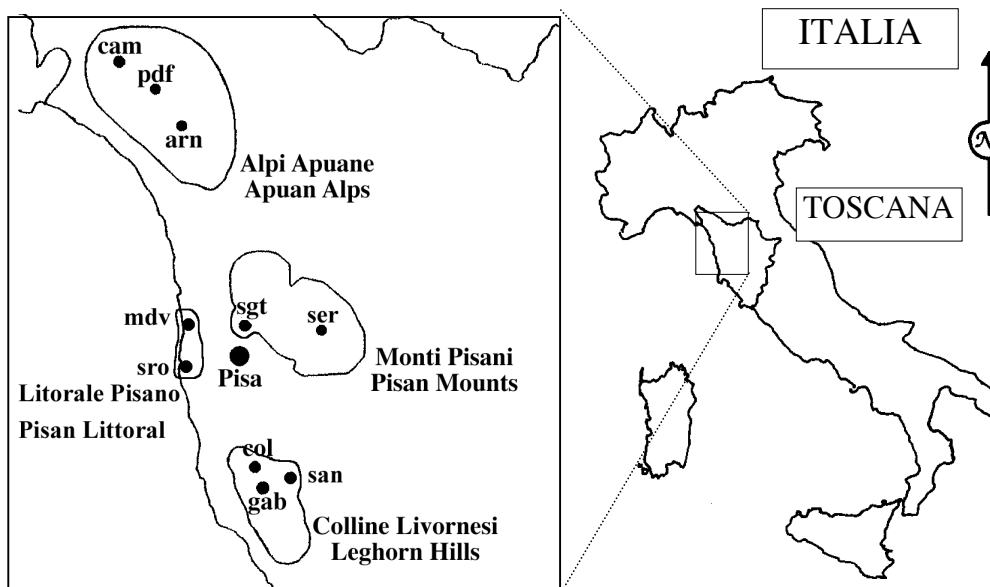 cam
pdf
arn
Alpi Apuane
Apuan Alps
mdv
sgt
ser
sro
Pisa
Monti Pisani
Pisan Mounts
Litorale Pisano
Pisan Littoral
col
san
gab
Colline Livornesi
Leghorn Hills
ITALIA
N
TOSCANA